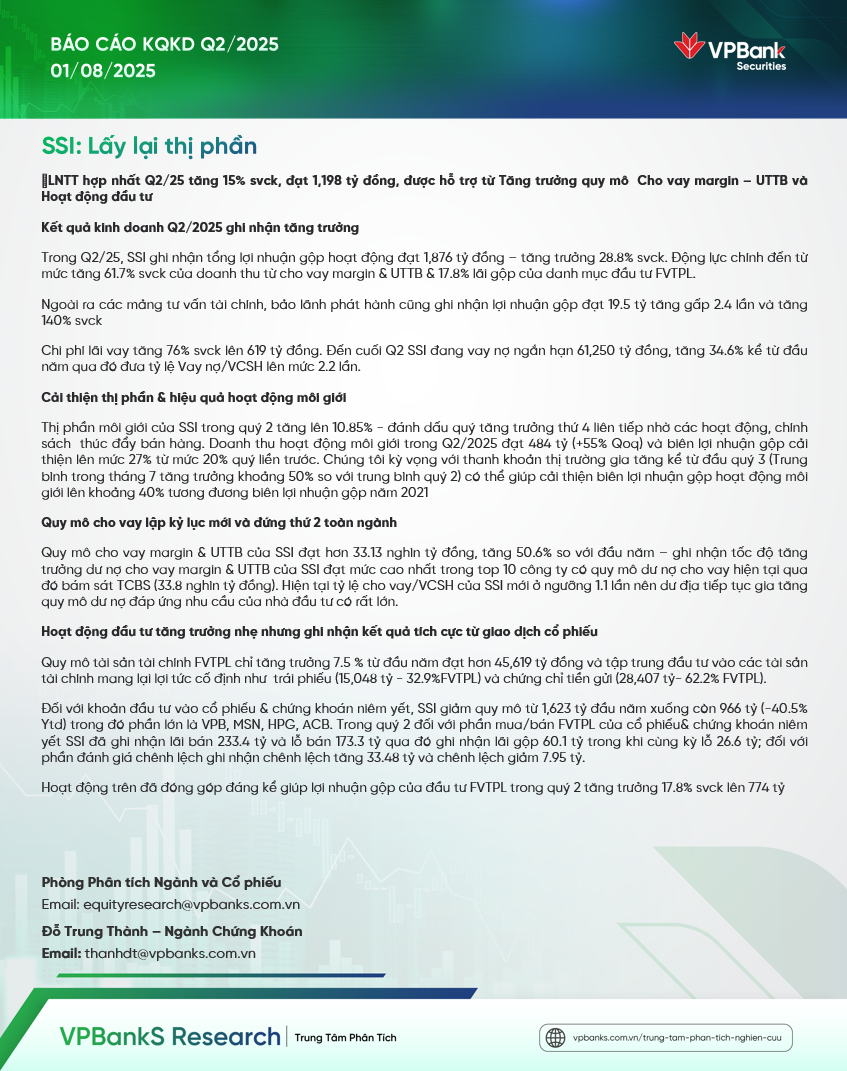 BÁO CÁO KQKD Q2/2025
01/08/2025
VPBank
Securities
SSI: Lấy lại thị phần
LNTT hợp nhất Q2/25 tăng 15% svck, đạt 1,198 tỷ đồng, được hỗ trợ từ Tăng trưởng quy mô Cho vay margin – UTTB và
Hoạt động đầu tư
Kết quả kinh doanh Q2/2025 ghi nhận tăng trưởng
Trong Q2/25, SSI ghi nhận tổng lợi nhuận gộp hoạt động đạt 1,876 tỷ đồng – tăng trưởng 28.8% svck. Động lực chính đến từ
mức tăng 61.7% svck của doanh thu từ cho vay margin & UTTB & 17.8% lãi gộp của danh mục đầu tư FVTPL.
Ngoài ra các mảng tư vấn tài chính, bảo lãnh phát hành cũng ghi nhận lợi nhuận gộp đạt 19.5 tỷ tăng gấp 2.4 lần và tăng
140% svck
Chi phí lãi vay tăng 76% svck lên 619 tỷ đồng. Đến cuối Q2 SSI đang vay nợ ngắn hạn 61,250 tỷ đồng, tăng 34.6% kể từ đầu
năm qua đó đưa tỷ lệ Vay nợ/VCSH lên mức 2.2 lần.
Cải thiện thị phần & hiệu quả hoạt động môi giới
Thị phần môi giới của SSI trong quý 2 tăng lên 10.85% - đánh dấu quý tăng trưởng thứ 4 liên tiếp nhờ các hoạt động, chính
sách thúc đẩy bán hàng. Doanh thu hoạt động môi giới trong Q2/2025 đạt 484 tỷ (+55% Qoq) và biên lợi nhuận gộp cải
thiện lên mức 27% từ mức 20% quý liền trước. Chúng tôi kỳ vọng với thanh khoản thị trường gia tăng kể từ đầu quý 3 (Trung
bình trong tháng 7 tăng trưởng khoảng 50% so với trung bình quý 2) có thể giúp cải thiện biên lợi nhuận gộp hoạt động môi
giới lên khoảng 40% tương đương biên lợi nhuận gộp năm 2021
Quy mô cho vay lập kỷ lục mới và đứng thứ 2 toàn ngành
Quy mô cho vay margin & UTTB của SSI đạt hơn 33.13 nghìn tỷ đồng, tăng 50.6% so với đầu năm – ghi nhận tốc độ tăng
trưởng dư nợ cho vay margin & UTTB của SSI đạt mức cao nhất trong top 10 công ty có quy mô dư nợ cho vay hiện tại qua
đó bám sát TCBS (33.8 nghìn tỷ đồng). Hiện tại tỷ lệ cho vay/VCSH của SSI mới ở ngưỡng 1.1 lần nên dư địa tiếp tục gia tăng
quy mô dư nợ đáp ứng nhu cầu của nhà đầu tư có rất lớn.
Hoạt động đầu tư tăng trưởng nhẹ nhưng ghi nhận kết quả tích cực từ giao dịch cổ phiếu
Quy mô tài sản tài chính FVTPL chỉ tăng trưởng 7.5 % từ đầu năm đạt hơn 45,619 tỷ đồng và tập trung đầu tư vào các tài sản
tài chính mang lại lợi tức cố định như trái phiếu (15,048 tỷ - 32.9%FVTPL) và chứng chỉ tiền gửi (28,407 tỷ- 62.2% FVTPL).
Đối với khoản đầu tư vào cổ phiếu & chứng khoán niêm yết, SSI giảm quy mô từ 1,623 tỷ đầu năm xuống còn 966 tỷ (-40.5%
Ytd) trong đó phần lớn là VPB, MSN, HPG, ACB. Trong quý 2 đối với phần mua/bán FVTPL của cổ phiếu& chứng khoán niêm
yết SSI đã ghi nhận lãi bán 233.4 tỷ và lỗ bán 173.3 tỷ qua đó ghi nhận lãi gộp 60.1 tỷ trong khi cùng kỳ lỗ 26.6 tỷ; đối với
phần đánh giá chênh lệch ghi nhận chênh lệch tăng 33.48 tỷ và chênh lệch giảm 7.95 tỷ.
Hoạt động trên đã đóng góp đáng kể giúp lợi nhuận gộp của đầu tư FVTPL trong quý 2 tăng trưởng 17.8% svck lên 774 tỷ
Phòng Phân tích Ngành và Cổ phiếu
Email: equityresearch@vpbanks.com.vn
Đỗ Trung Thành – Ngành Chứng Khoán
Email: thanhdt@vpbanks.com.vn
VPBankS Research Trung Tâm Phân Tích
vpbanks.com.vn/trung-tam-phan-tich-nghien-cuu